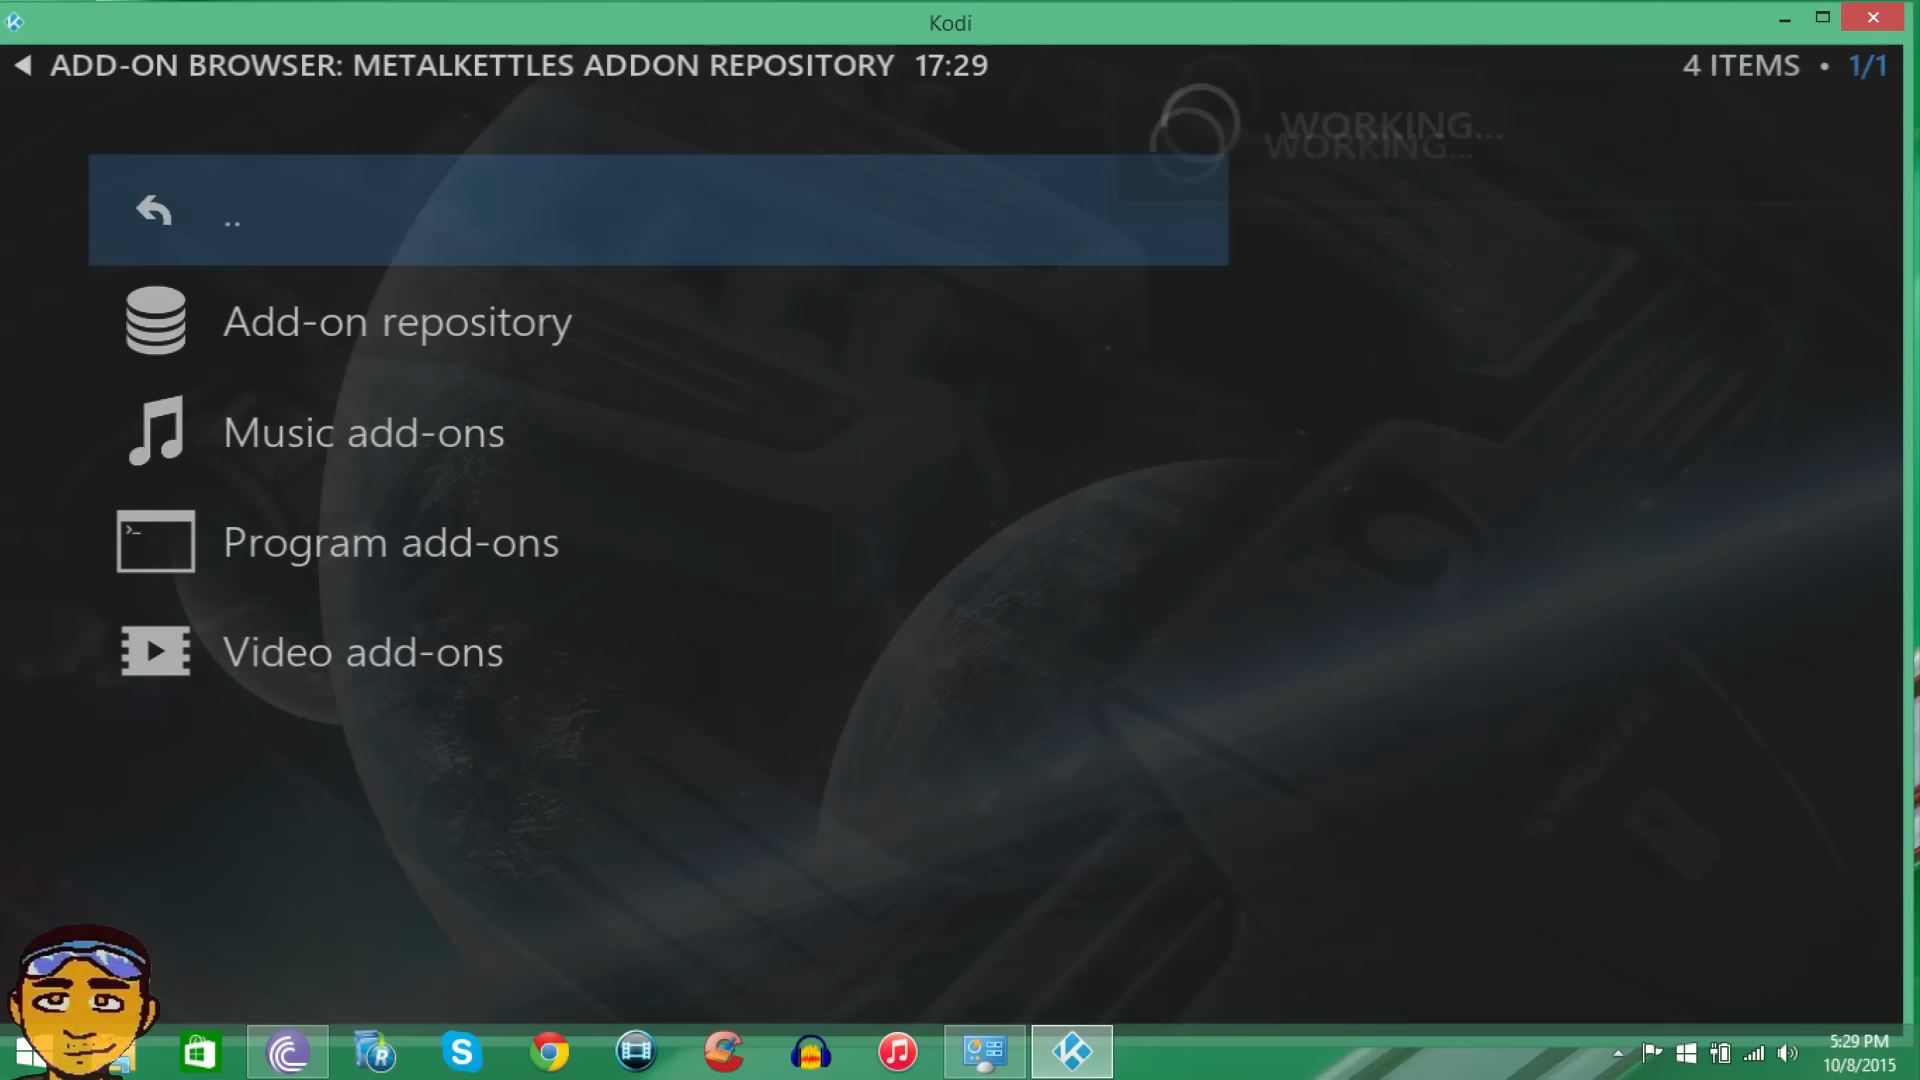 Kodi
ADD-ON BROWSER: METALKETTLES ADDON REPOSITORY 17:29
4 ITEMS • 1/1
WORKING...
WORKING...
..
Add-on repository
Music add-ons
Program add-ons
Video add-ons
5:29 PM
10/8/2015